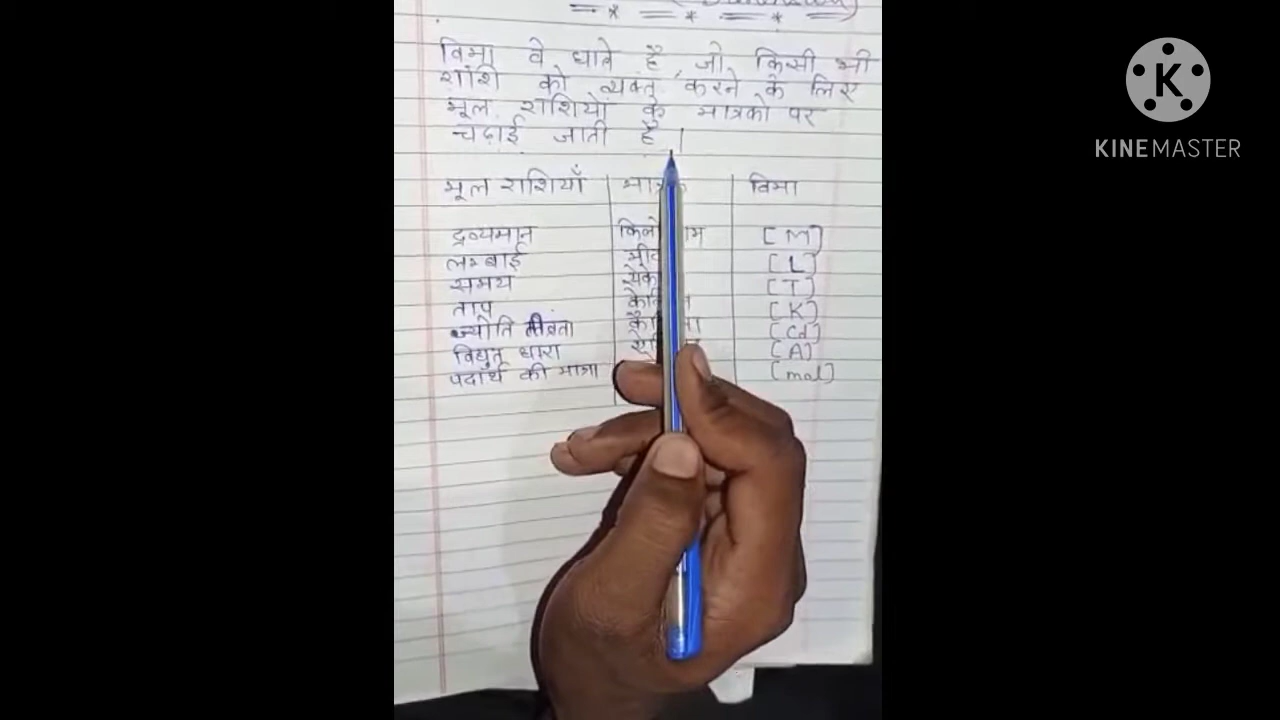 विमा वे घाते है, जो किसी भी
राशि को व्यक्त करने के लिए
मूल राशियों के मात्रको पर
चढ़ाई जाती है।
मूल राशियाँ विमा
द्रव्यमान [M]
लम्बाई [L]
समय [T]
ताप [K]
ज्योति तीव्रता [Cd]
विद्युत धारा [A]
पदार्थ की मात्रा [mol]
K
KINEMASTER